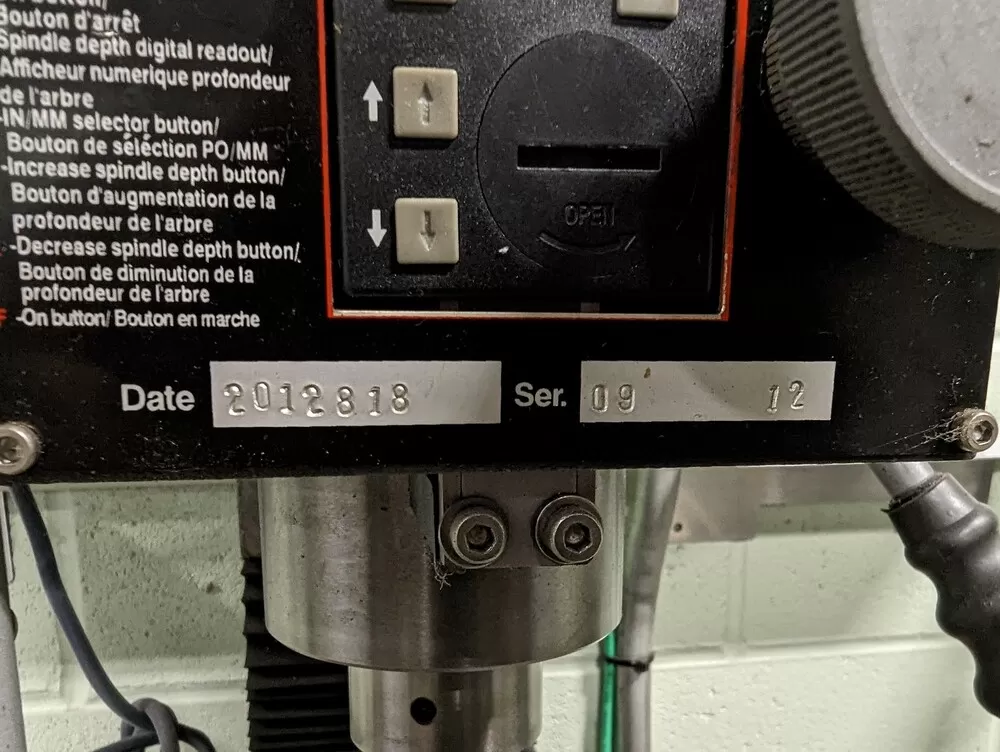 Bouton d'arrêt
Spindle depth digital readout/
Afficheur numerique profondeur
de l'arbre
-IN/MM selector button/
Bouton de séléction PO/MM
-Increase spindle depth button/
Bouton d'augmentation de la
profondeur de l'arbre
-Decrease spindle depth button/
Bouton de diminution de la
profondeur de l'arbre
-On button/ Bouton en marche
OPEN
Date 2012818 Ser. 09 12